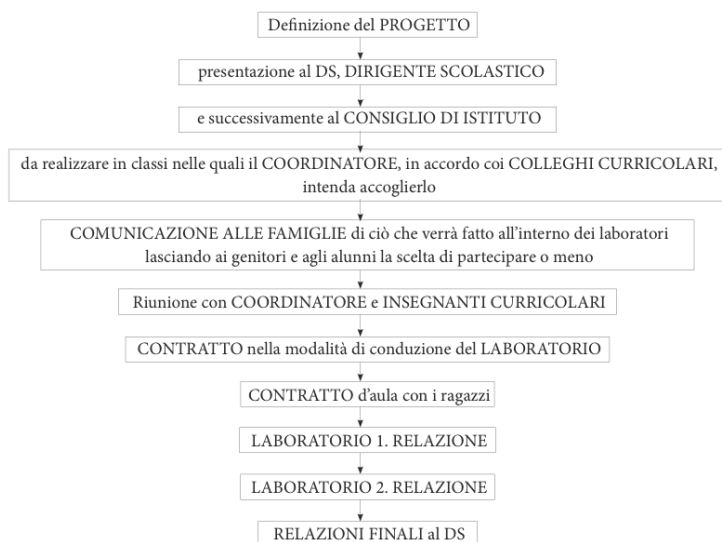 Definizione del PROGETTO
presentazione al DS, DIRIGENTE SCOLASTICO
e successivamente al CONSIGLIO DI ISTITUTO
da realizzare in classi nelle quali il COORDINATORE, in accordo coi COLLEGHI CURRICOLARI,
intenda accoglierlo
COMUNICAZIONE ALLE FAMIGLIE di ciò che verrà fatto all'interno dei laboratori
lasciando ai genitori e agli alunni la scelta di partecipare o meno
Riunione con COORDINATORE e INSEGNANTI CURRICOLARI
CONTRATTO nella modalità di conduzione del LABORATORIO
CONTRATTO d'aula con i ragazzi
LABORATORIO 1. RELAZIONE
LABORATORIO 2. RELAZIONE
RELAZIONI FINALI al DS